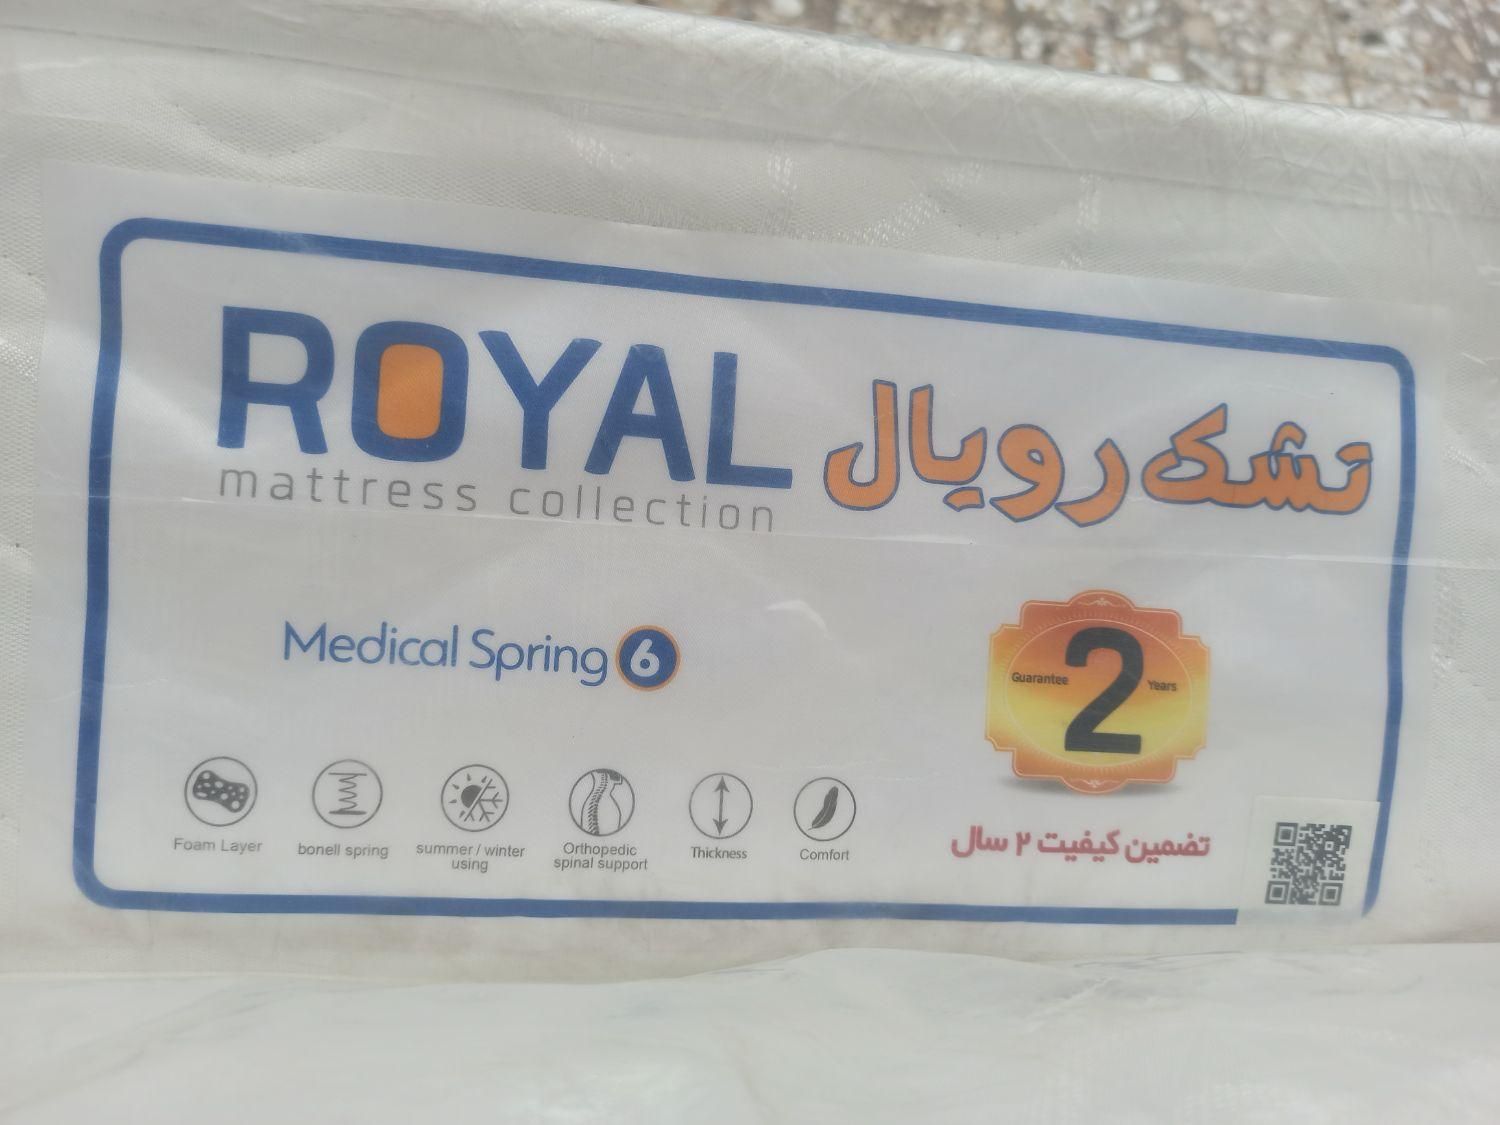 ROYAL
mattress collection
تشک رویال
Medical Spring 6
Guarantee 2 Years
Foam Layer
bonell spring
summer / winter
using
Orthopedic
spinal support
Thickness
Comfort
تضمین کیفیت ۲ سال